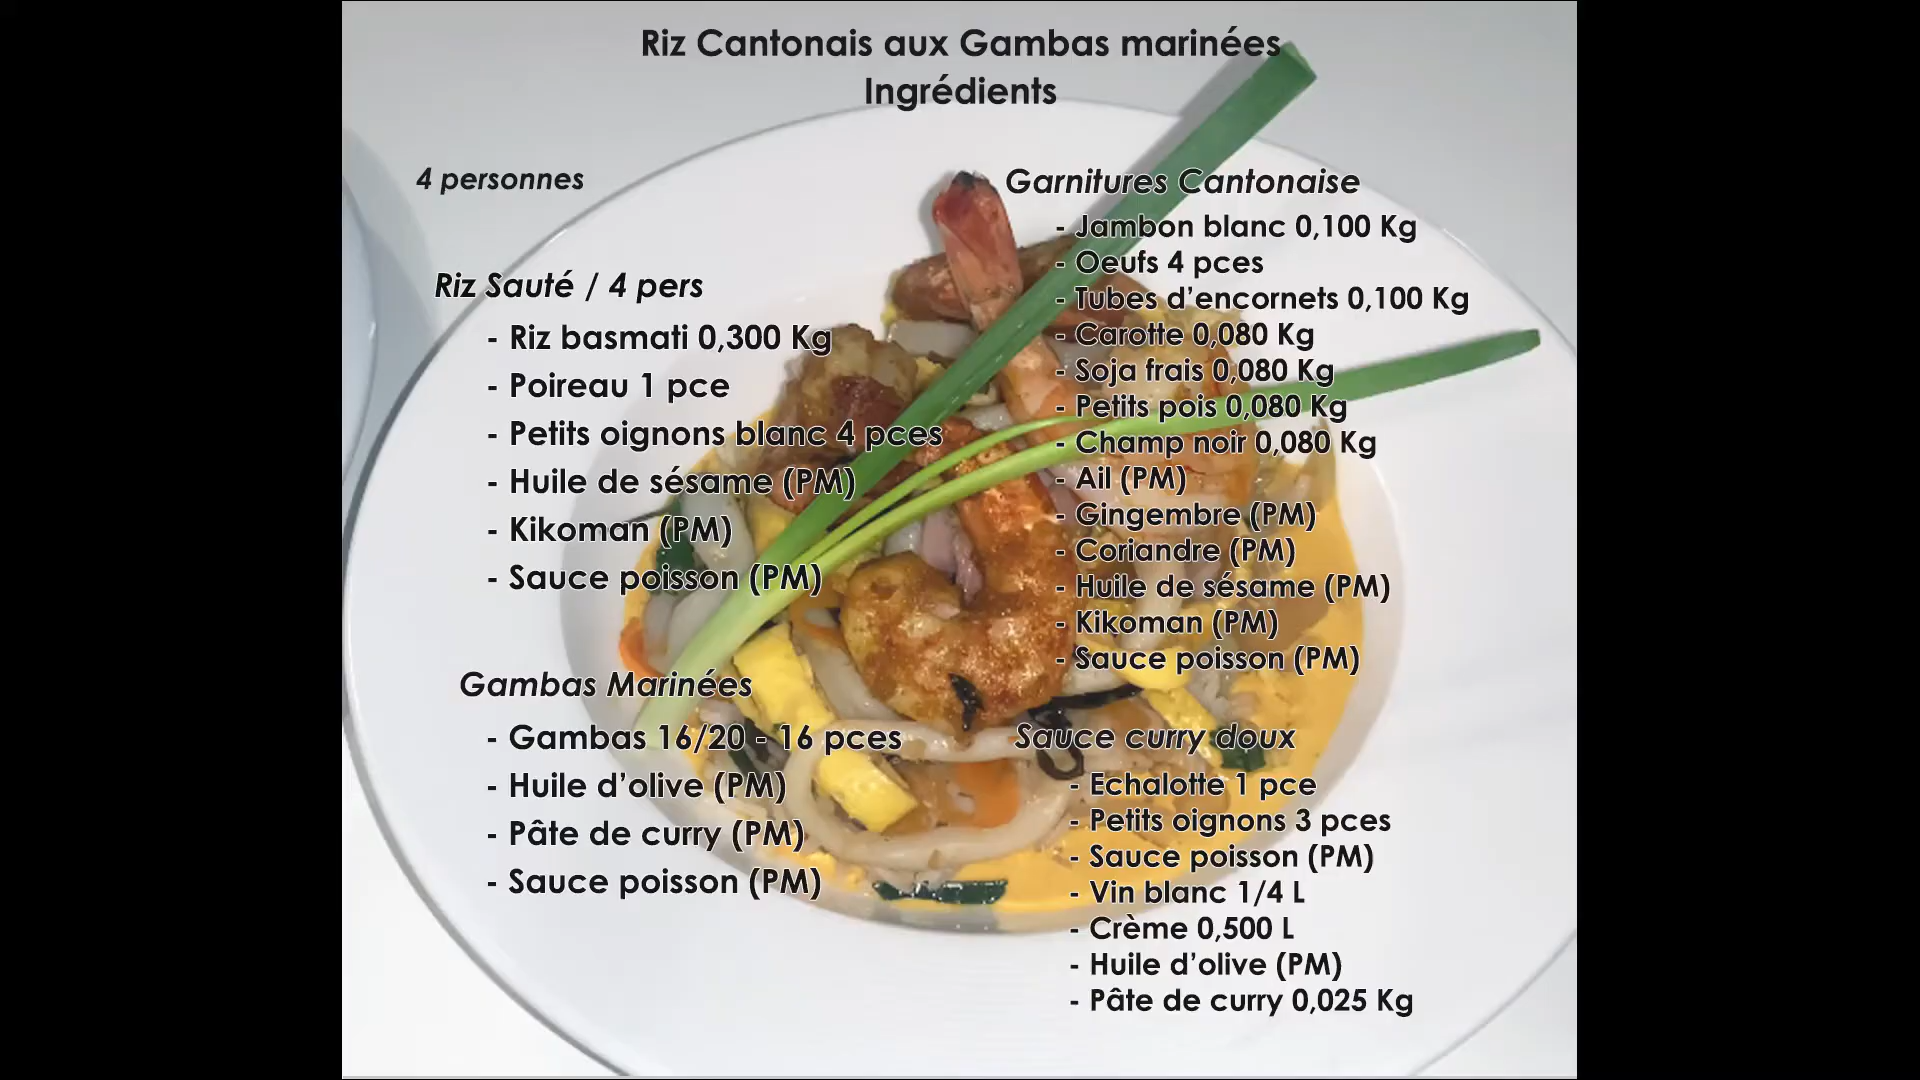 Riz Cantonais aux Gambas marinées
Ingrédients
4 personnes
Riz Sauté / 4 pers
- Riz basmati 0,300 Kg
- Poireau 1 pce
- Petits oignons blanc 4 pces
- Huile de sésame (PM)
- Kikoman (PM)
- Sauce poisson (PM)
Gambas Marinées
- Gambas 16/20 - 16 pces
- Huile d’olive (PM)
- Pâte de curry (PM)
- Sauce poisson (PM)
Garnitures Cantonaise
- Jambon blanc 0,100 Kg
- Oeufs 4 pces
- Tubes d’encornets 0,100 Kg
- Carotte 0,080 Kg
- Soja frais 0,080 Kg
- Petits pois 0,080 Kg
- Champ noir 0,080 Kg
- Ail (PM)
- Gingembre (PM)
- Coriandre (PM)
- Huile de sésame (PM)
- Kikoman (PM)
- Sauce poisson (PM)
Sauce curry doux
- Echalotte 1 pce
- Petits oignons 3 pces
- Sauce poisson (PM)
- Vin blanc 1/4 L
- Crème 0,500 L
- Huile d’olive (PM)
- Pâte de curry 0,025 Kg